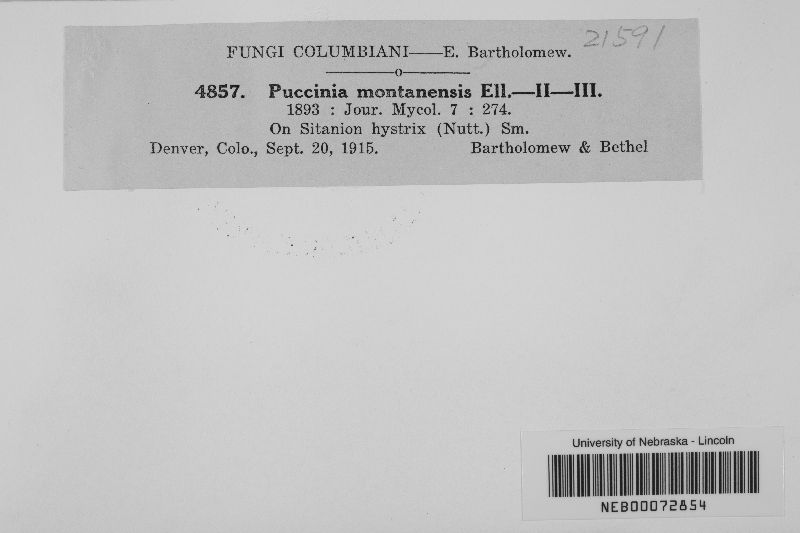 21591
FUNGI COLUMBIANI—E. Bartholomew.
4857. Puccinia montanensis Ell.—II—III.
1893 : Jour. Mycol. 7 : 274.
On Sitanion hystrix (Nutt.) Sm.
Denver, Colo., Sept. 20, 1915. Bartholomew & Bethel
University of Nebraska - Lincoln
NEB00072854